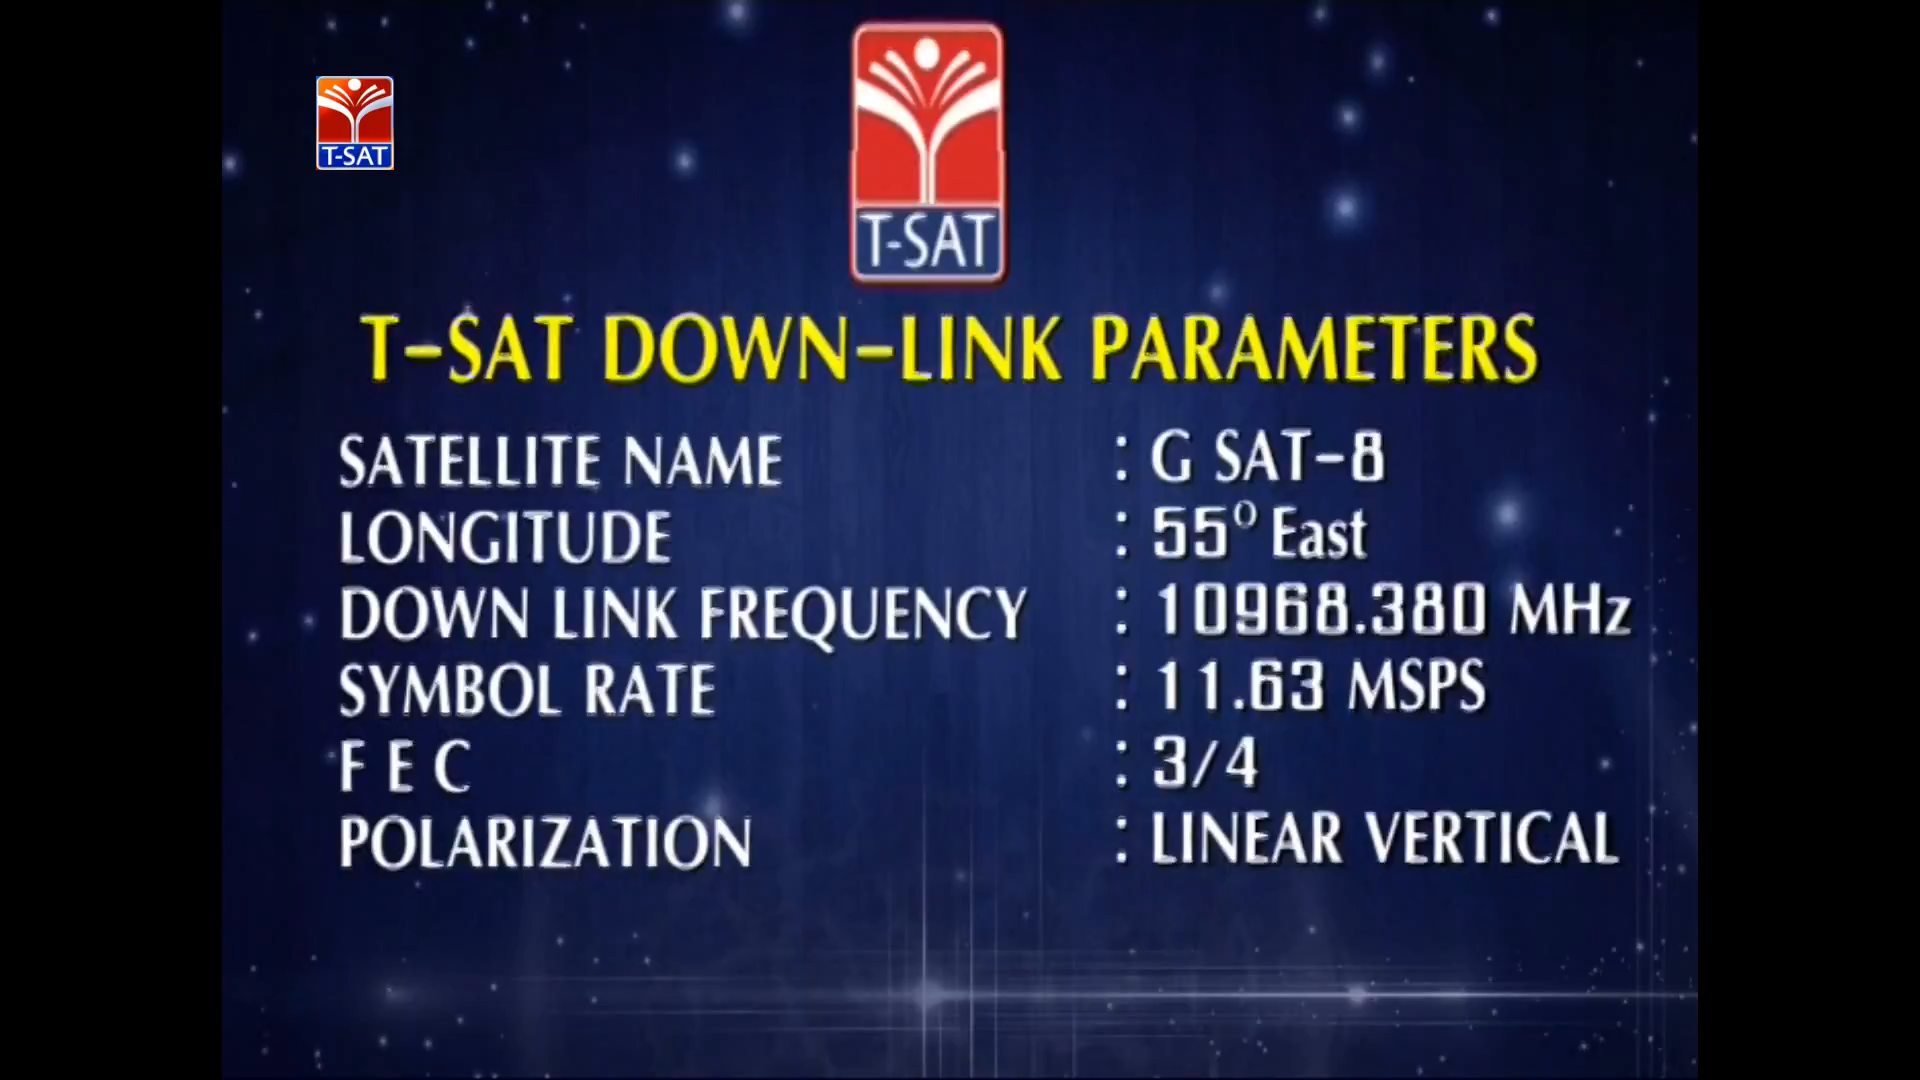 T-SAT
T-SAT
T-SAT DOWN-LINK PARAMETERS
SATELLITE NAME : G SAT-8
LONGITUDE : 55° East
DOWN LINK FREQUENCY : 10968.380 MHz
SYMBOL RATE : 11.63 MSPS
F E C : 3/4
POLARIZATION : LINEAR VERTICAL